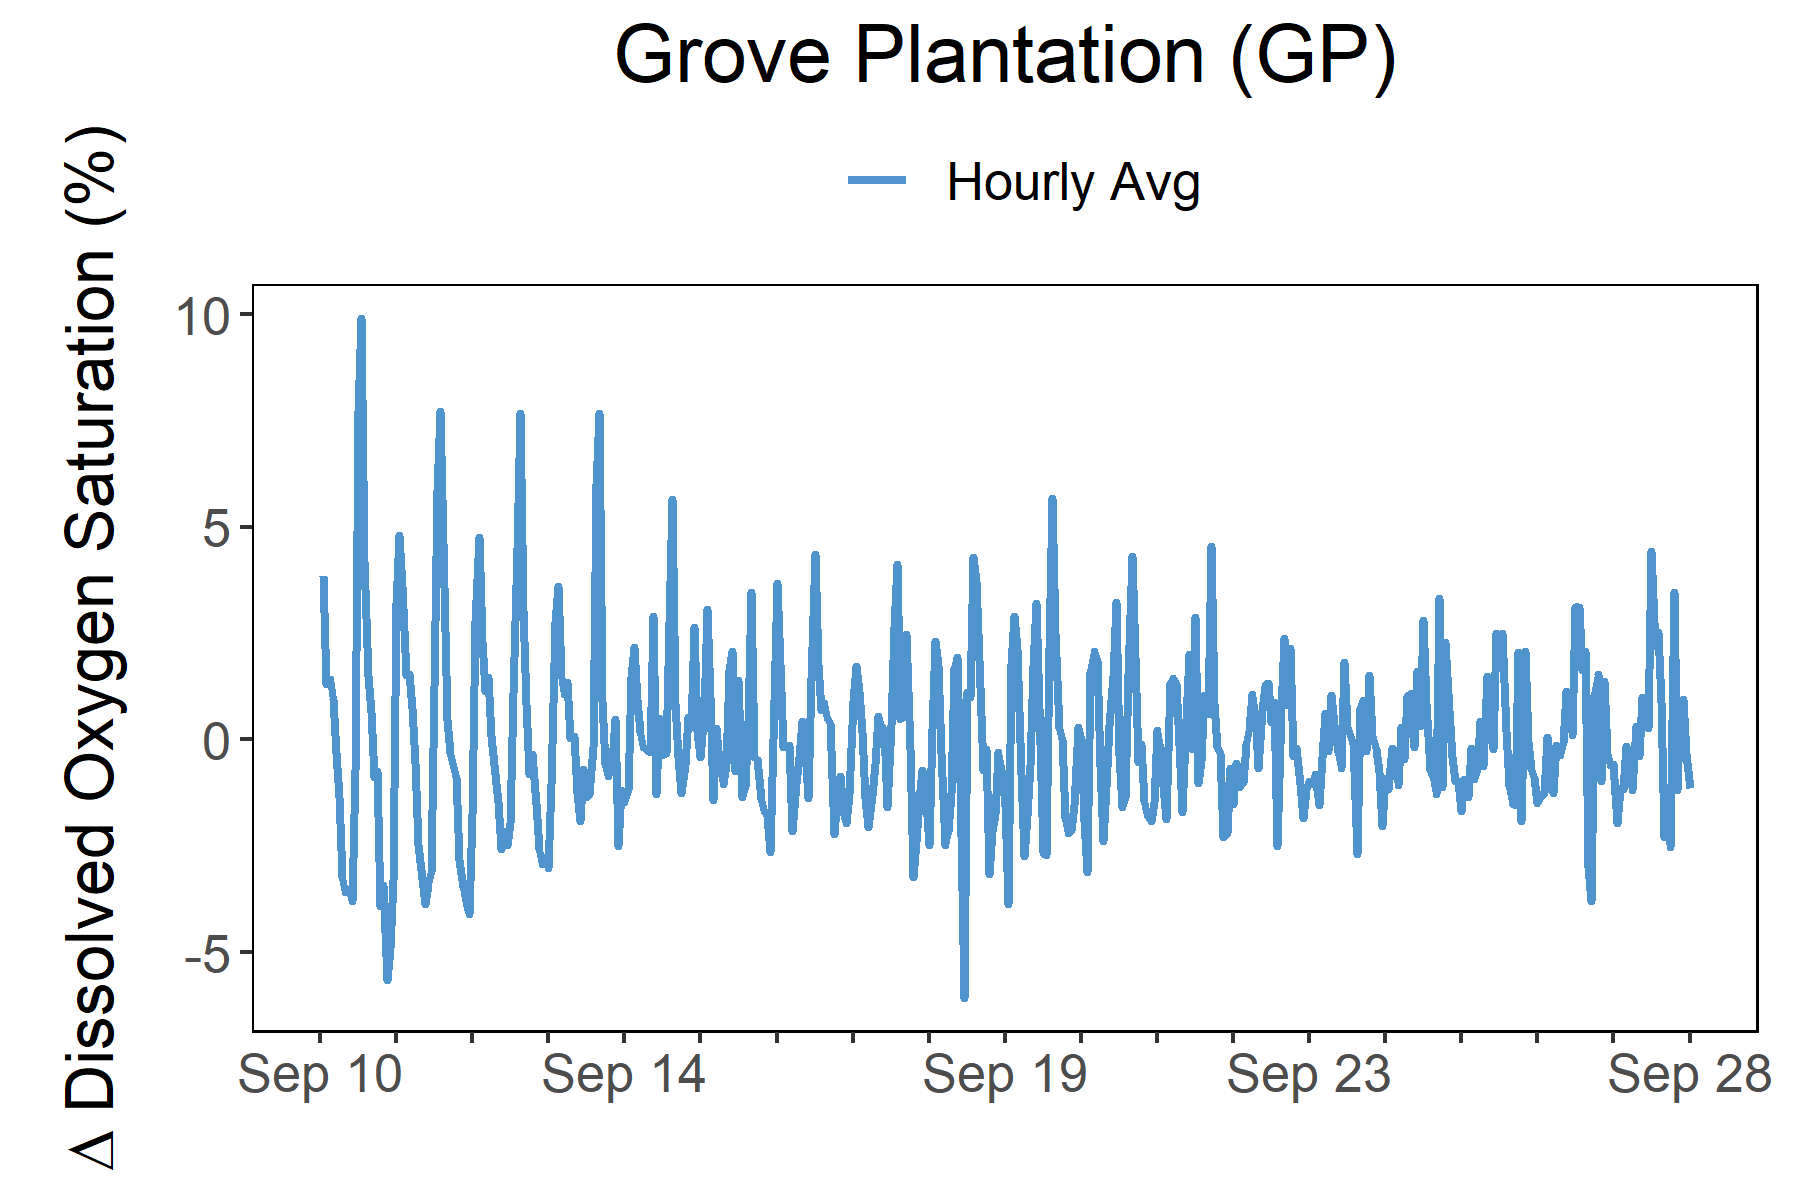 Grove Plantation (GP)
Hourly Avg
Δ Dissolved Oxygen Saturation (%)
10
5
0
-5
Sep 10 Sep 14 Sep 19 Sep 23 Sep 28